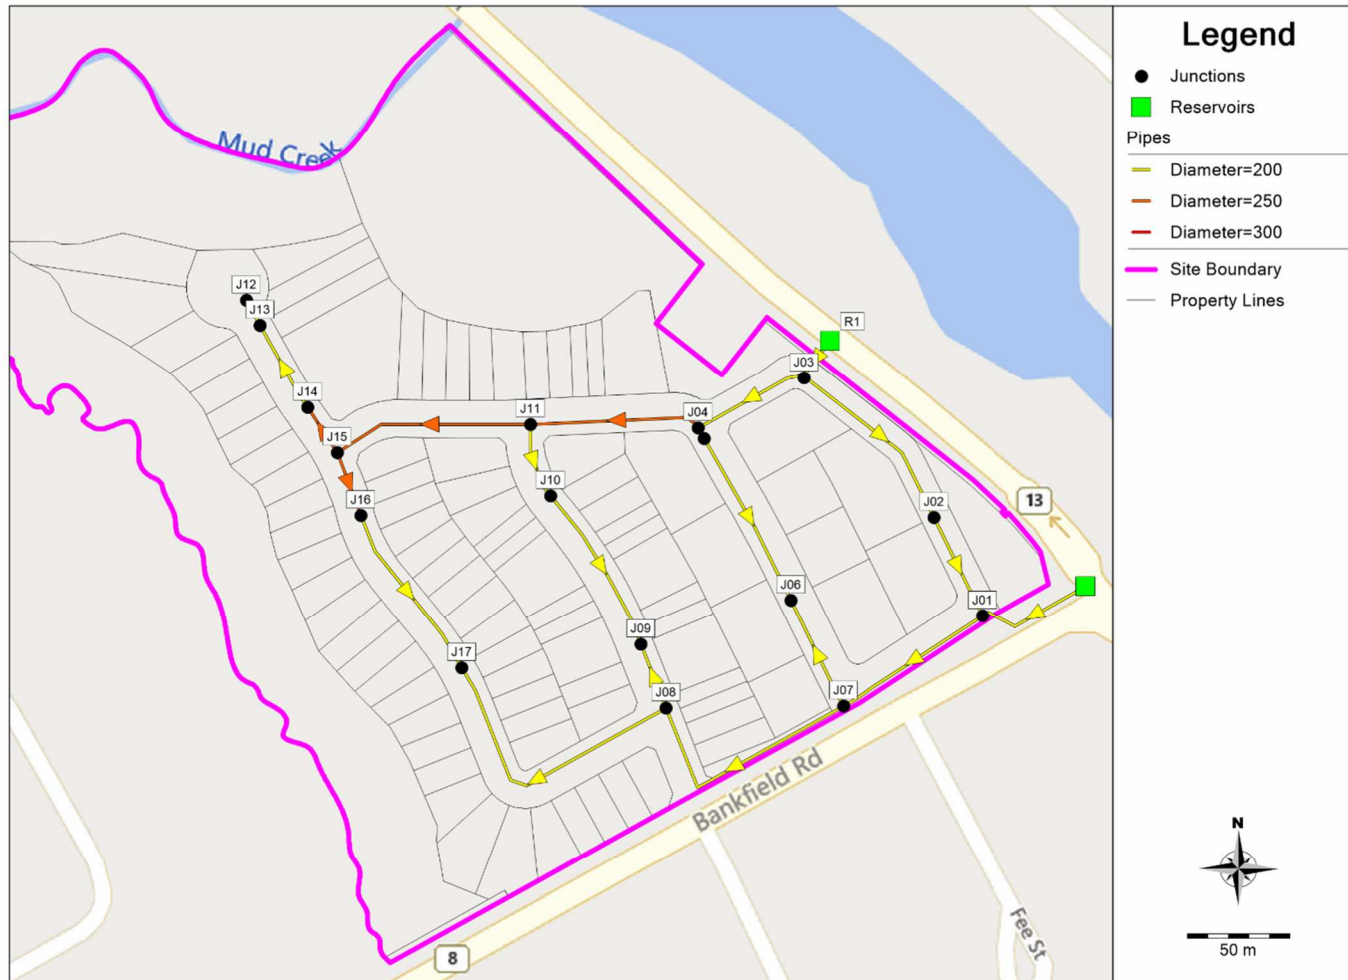 Legend
Junctions
Reservoirs
Pipes
Diameter=200
Diameter=250
Diameter=300
Site Boundary
Property Lines
Mud Creek
J12
J13
R1
J03
J14
J11
J04
J15
J10
J16
J02
13
J06
J01
J09
J17
J08
J07
Bankfield Rd
Fee St
8
N
50 m